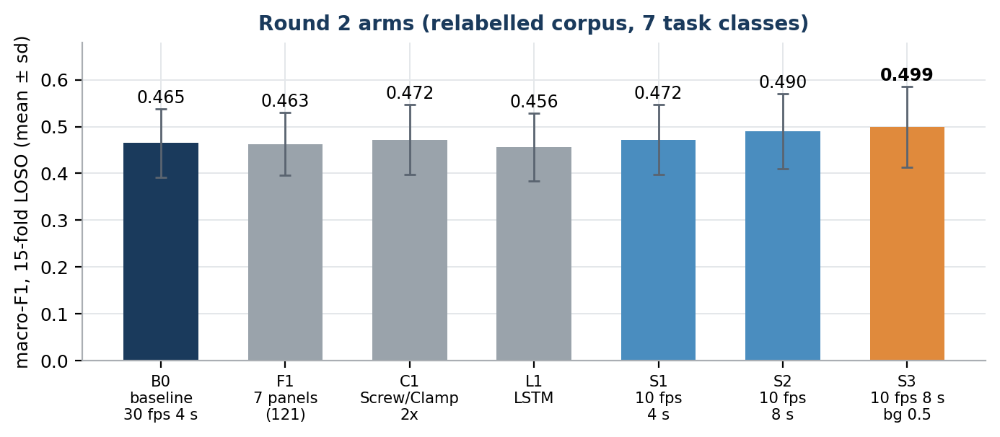 Round 2 arms (relabelled corpus, 7 task classes)
macro-F1, 15-fold LOSO (mean ± sd)
0.6
0.5
0.4
0.3
0.2
0.1
0.0
0.465
0.463
0.472
0.456
0.472
0.490
0.499
B0
baseline
30 fps 4 s
F1
7 panels
(121)
C1
Screw/Clamp
2x
L1
LSTM
S1
10 fps
4 s
S2
10 fps
8 s
S3
10 fps 8 s
bg 0.5